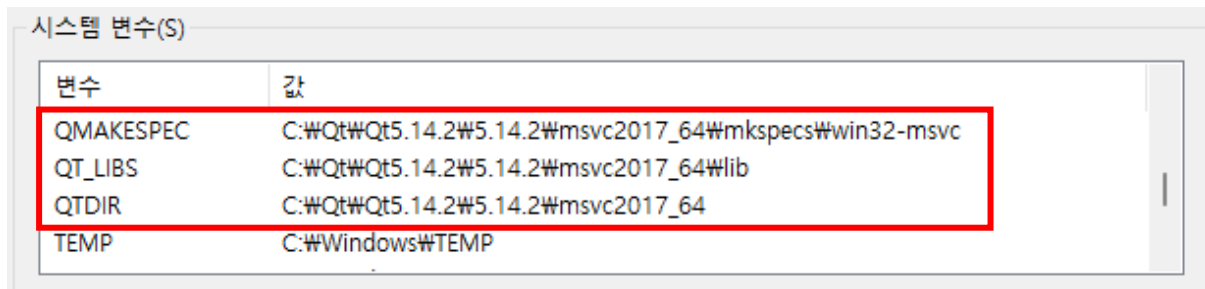 시스템 변수(S)
변수 값
QMAKESPEC C:₩Qt₩Qt5.14.2₩5.14.2₩msvc2017_64₩mkspecs₩win32-msvc
QT_LIBS C:₩Qt₩Qt5.14.2₩5.14.2₩msvc2017_64₩lib
QTDIR C:₩Qt₩Qt5.14.2₩5.14.2₩msvc2017_64
TEMP C:₩Windows₩TEMP